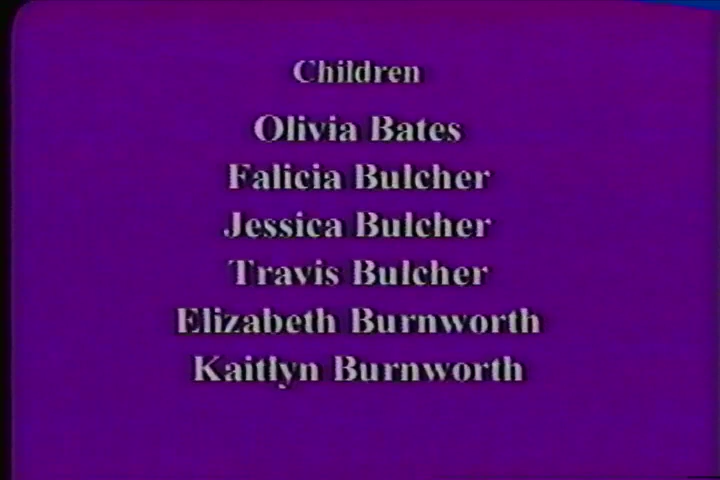 Children
Olivia Bates
Falicia Bulcher
Jessica Bulcher
Travis Bulcher
Elizabeth Burnworth
Kaitlyn Burnworth